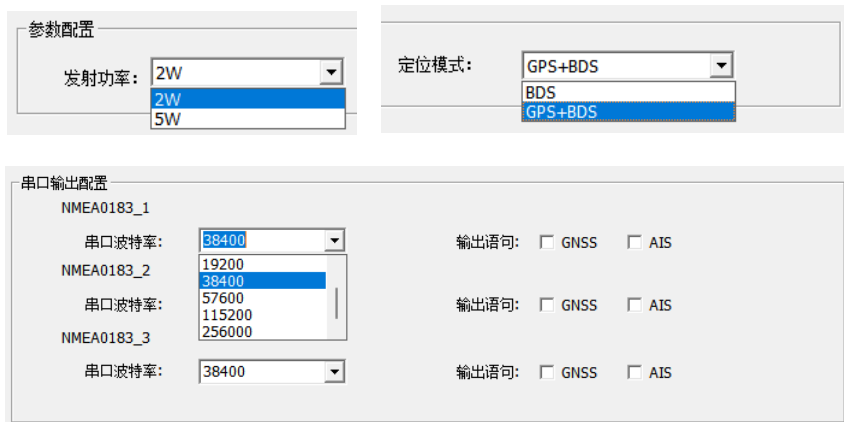 参数配置
发射功率: 2W
2W
5W
定位模式: GPS+BDS
BDS
GPS+BDS
串口输出配置
NMEA0183_1
串口波特率: 38400 输出语句: GNSS AIS
19200
NMEA0183_2 38400
串口波特率: 57600 输出语句: GNSS AIS
115200
NMEA0183_3 256000
串口波特率: 38400 输出语句: GNSS AIS